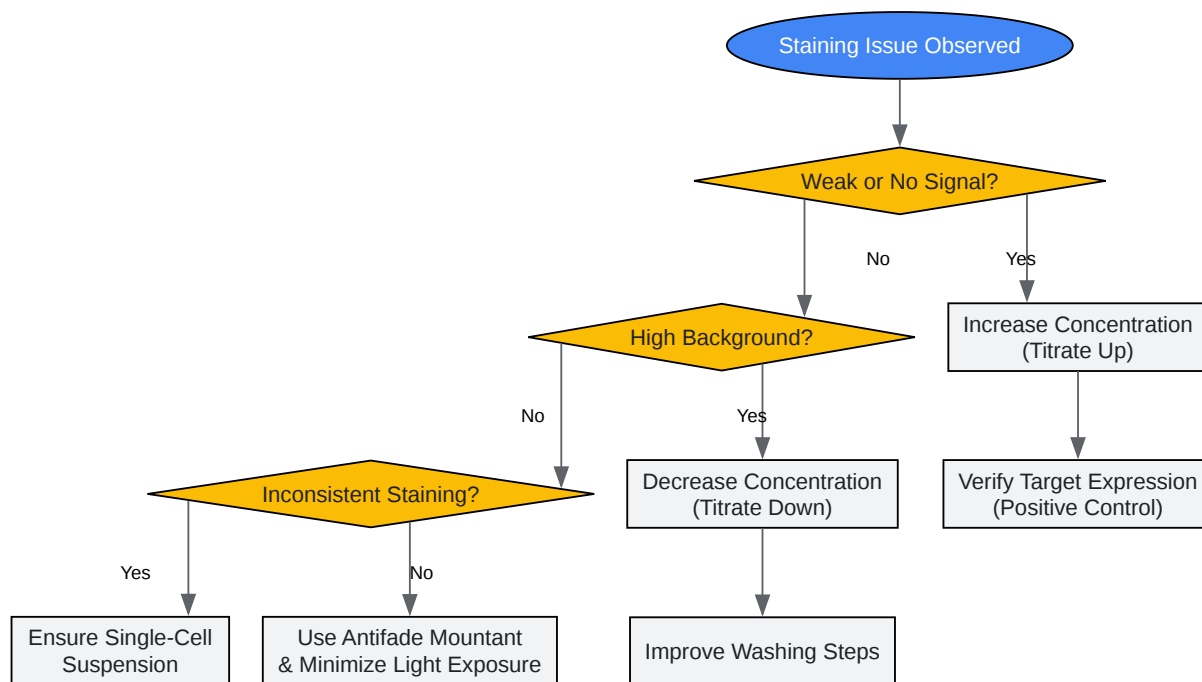 Staining Issue Observed
Weak or No Signal?
No
Yes
High Background?
Increase Concentration
(Titrate Up)
No
Yes
Inconsistent Staining?
Decrease Concentration
(Titrate Down)
Verify Target Expression
(Positive Control)
Yes
No
Ensure Single-Cell
Suspension
Use Antifade Mountant
& Minimize Light Exposure
Improve Washing Steps